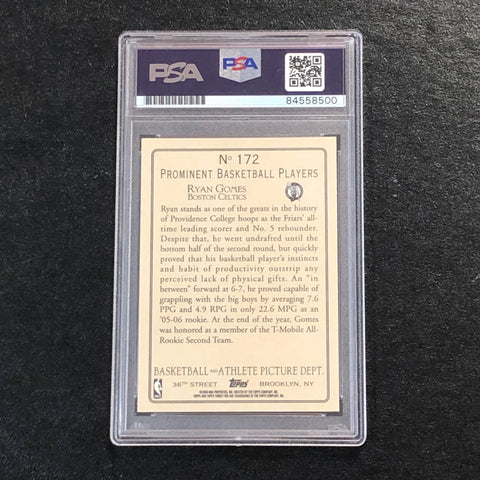 PSA PSA
84558500
Nº 172
PROMINENT BASKETBALL PLAYERS
RYAN GOMES
BOSTON CELTICS
Ryan stands as one of the greats in the history
of Providence College hoops as the Friars' all-
time leading scorer and No. 5 rebounder.
Despite that, he went undrafted until the
bottom half of the second round, but quickly
proved that his basketball player's instincts
and habit of productivity outstrip any
perceived lack of physical gifts. An "in
between" forward at 6-7, he proved capable of
grappling with the big boys by averaging 7.6
PPG and 4.9 RPG in only 22.6 MPG as an
'05-06 rookie. At the end of the year, Gomes
was honored as a member of the T-Mobile All-
Rookie Second Team.
BASKETBALL AND ATHLETE PICTURE DEPT.
36TH STREET Topps BROOKLYN, NY